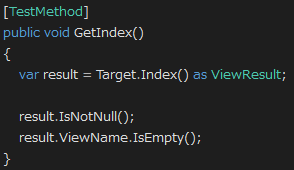 [TestMethod]
public void GetIndex()
{
    var result = Target.Index() as ViewResult;

    result.IsNotNull();
    result.ViewName.IsEmpty();
}